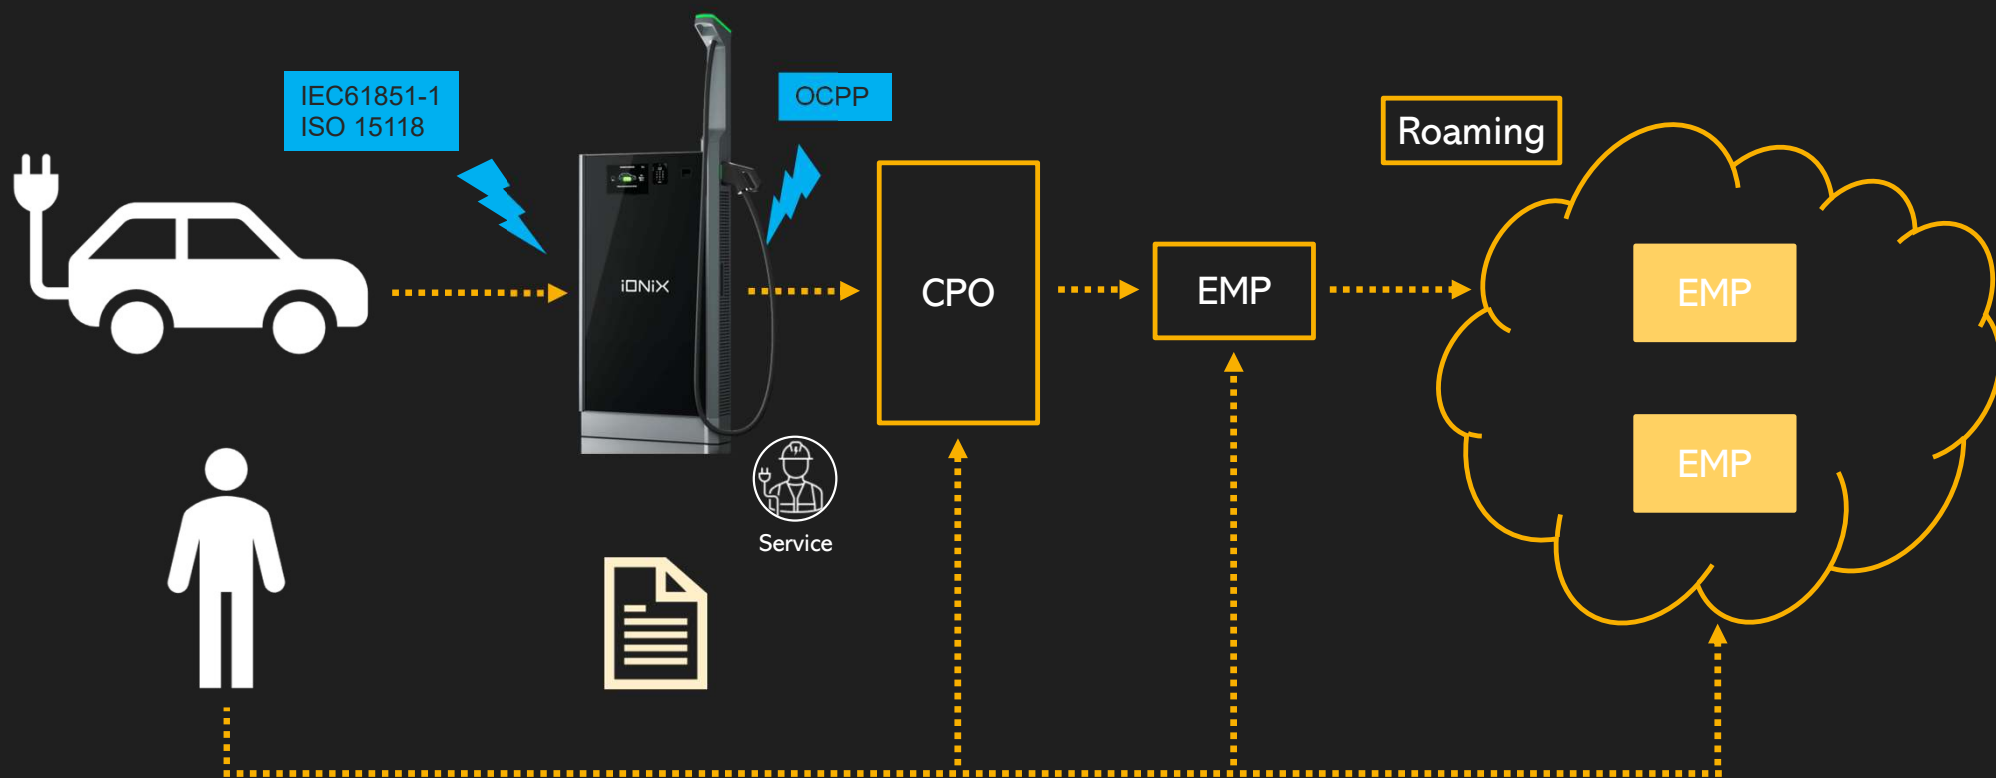 IEC61851-1
ISO 15118
OCPP
Roaming
iONiX
CPO
EMP
EMP
EMP
Service